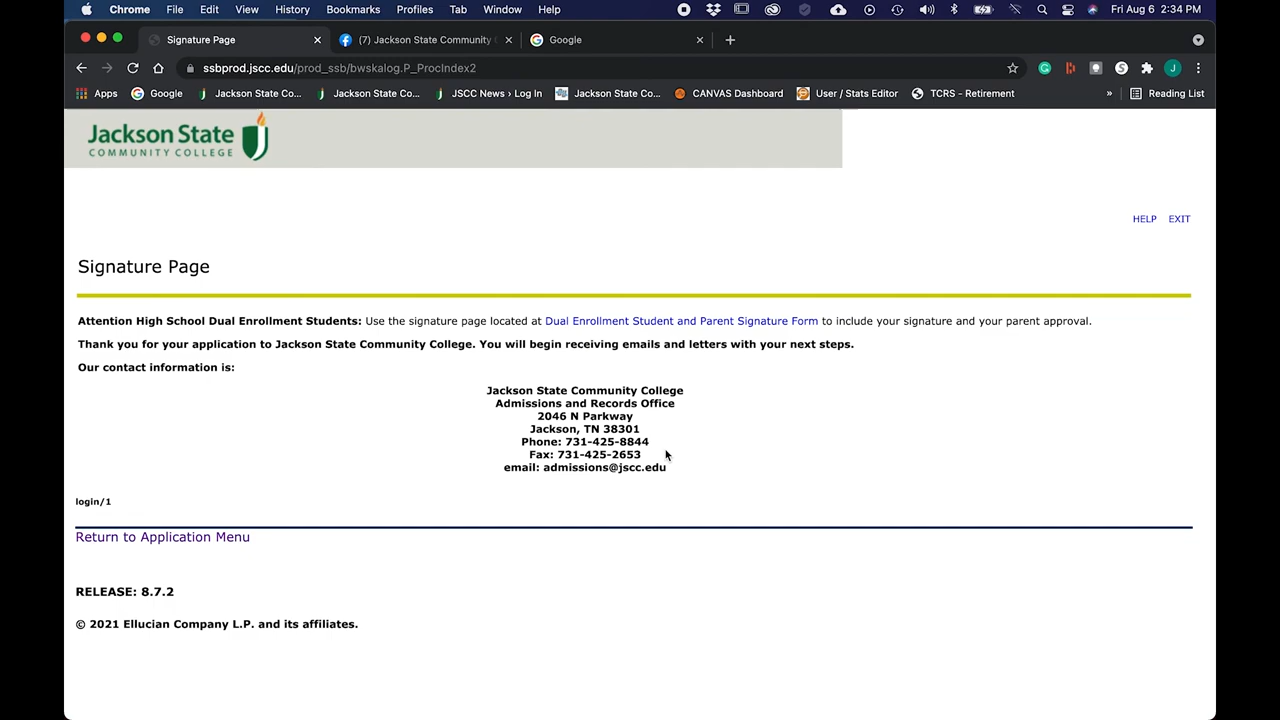 Chrome File Edit View History Bookmarks Profiles Tab Window Help Fri Aug 6 2:34 PM
Signature Page (7) Jackson State Community C Google
ssbprod.jscc.edu/prod_ssb/bwskalog.P_ProcIndex2
Apps Google Jackson State Co... Jackson State Co... JSCC News › Log In Jackson State Co... CANVAS Dashboard User / Stats Editor TCRS - Retirement » Reading List
Jackson State
COMMUNITY COLLEGE
HELP EXIT
Signature Page
Attention High School Dual Enrollment Students: Use the signature page located at Dual Enrollment Student and Parent Signature Form to include your signature and your parent approval.
Thank you for your application to Jackson State Community College. You will begin receiving emails and letters with your next steps.
Our contact information is:
Jackson State Community College
Admissions and Records Office
2046 N Parkway
Jackson, TN 38301
Phone: 731-425-8844
Fax: 731-425-2653
email: admissions@jscc.edu
login/1
Return to Application Menu
RELEASE: 8.7.2
© 2021 Ellucian Company L.P. and its affiliates.